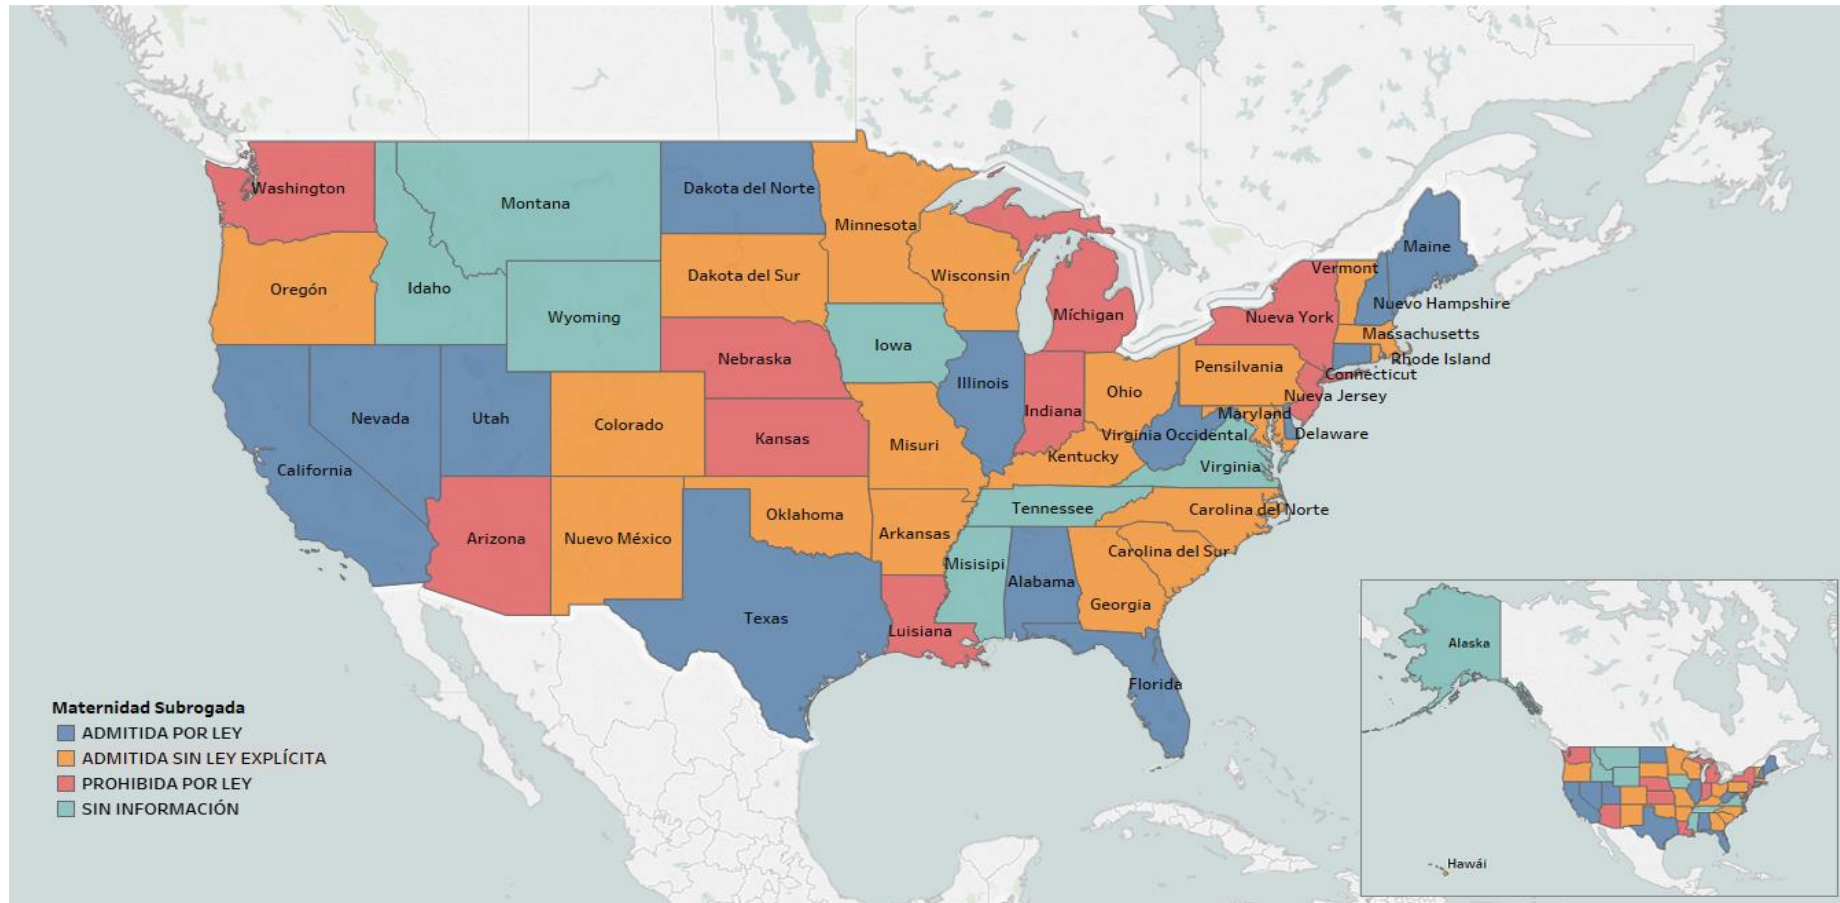 Washington
Montana
Dakota del Norte
Minnesota
Maine
Vermont
Oregón
Idaho
Dakota del Sur
Wisconsin
Nuevo Hampshire
Wyoming
Míchigan
Nueva York
Massachusetts
Iowa
Nebraska
Rhode Island
Pensilvania
Connecticut
Illinois
Ohio
Nueva Jersey
Nevada
Utah
Colorado
Indiana
Maryland
Kansas
Misuri
Virginia Occidental
Delaware
California
Kentucky
Virginia
Oklahoma
Tennessee
Carolina del Norte
Arizona
Nuevo México
Arkansas
Carolina del Sur
Misisipi
Alabama
Georgia
Texas
Luisiana
Florida
Alaska
Hawái
Maternidad Subrogada
ADMITIDA POR LEY
ADMITIDA SIN LEY EXPLÍCITA
PROHIBIDA POR LEY
SIN INFORMACIÓN